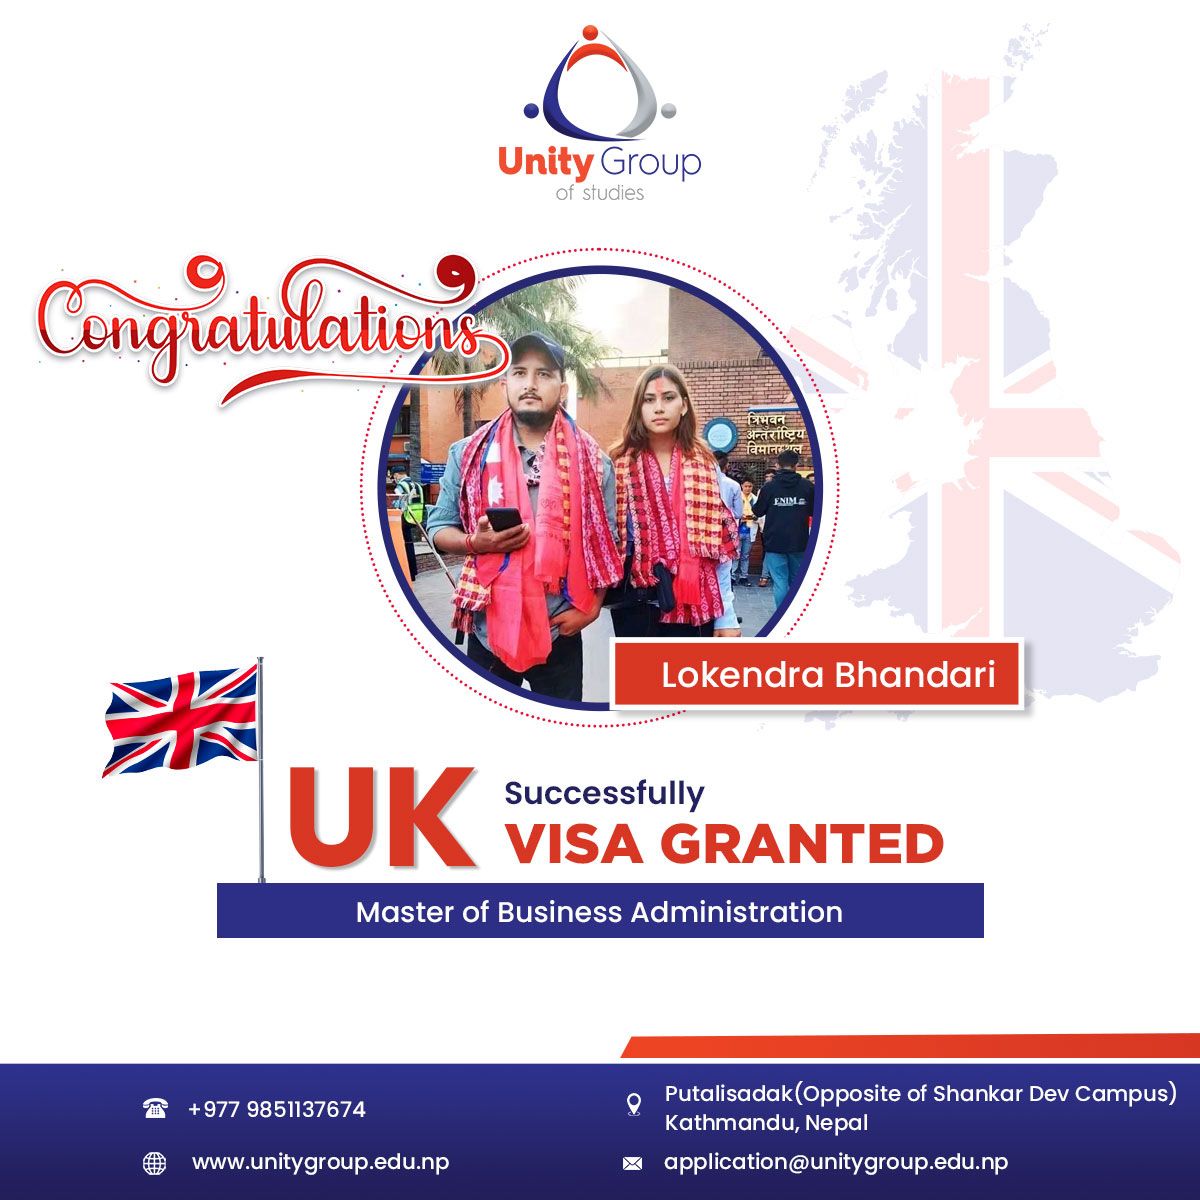 Unity Group
of studies
Congratulations
त्रिभुवन
अन्तर्राष्ट्रिय
विमानस्थल
FNIM
Lokendra Bhandari
UK
Successfully
VISA GRANTED
Master of Business Administration
+977 9851137674
www.unitygroup.edu.np
Putalisadak(Opposite of Shankar Dev Campus)
Kathmandu, Nepal
application@unitygroup.edu.np